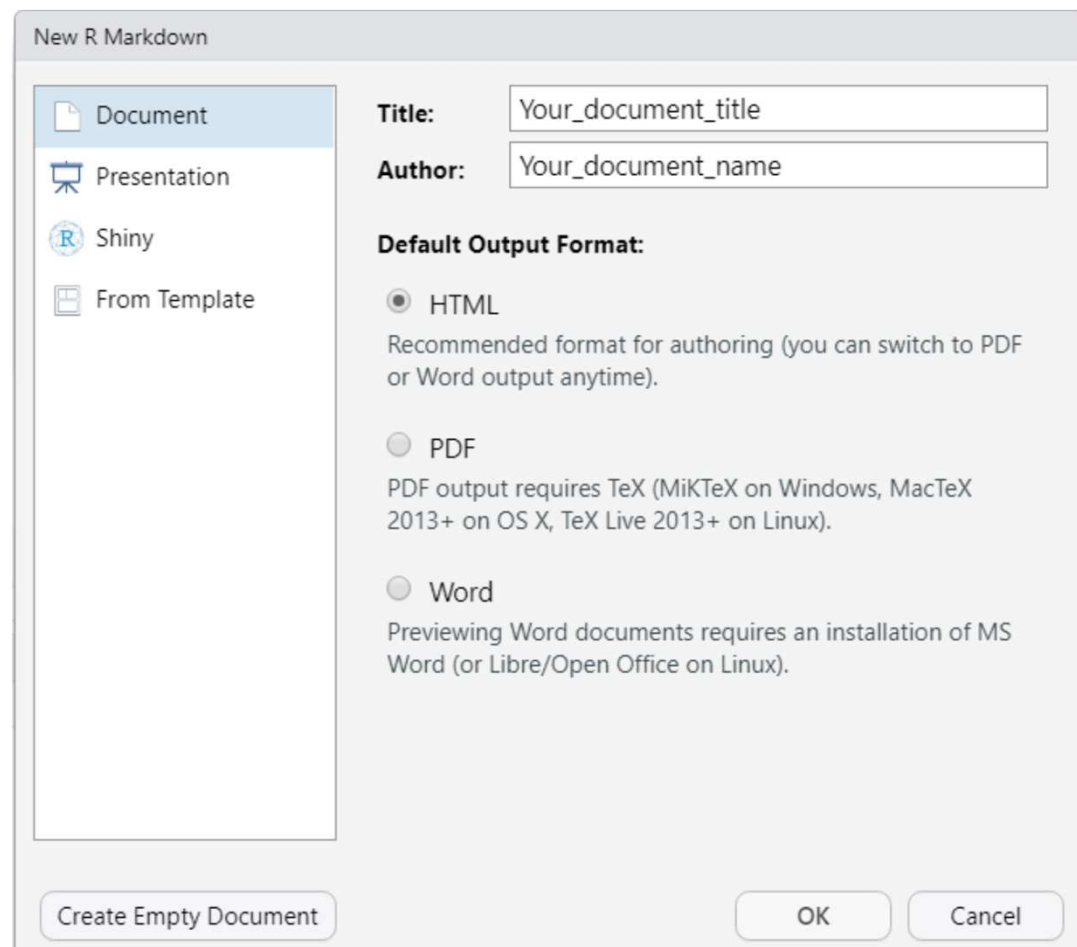 New R Markdown
Document
Presentation
R Shiny
From Template
Title: Your_document_title
Author: Your_document_name
Default Output Format:
HTML
Recommended format for authoring (you can switch to PDF
or Word output anytime).
PDF
PDF output requires TeX (MiKTeX on Windows, MacTeX
2013+ on OS X, TeX Live 2013+ on Linux).
Word
Previewing Word documents requires an installation of MS
Word (or Libre/Open Office on Linux).
Create Empty Document
OK
Cancel